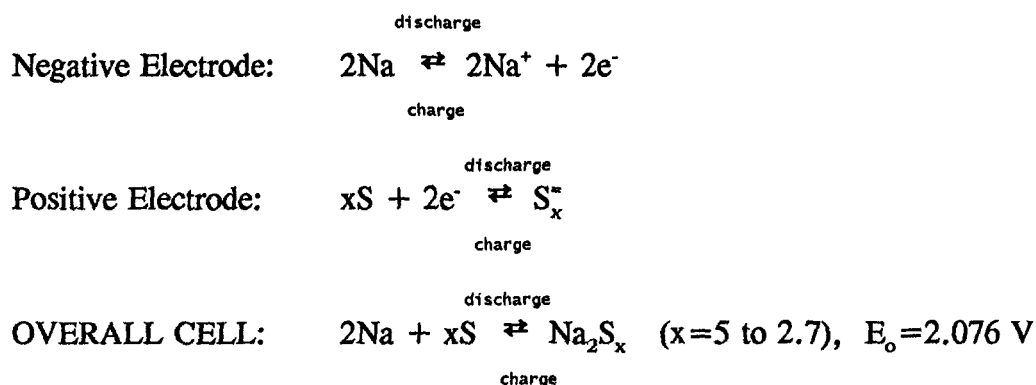 discharge
Negative Electrode: 2Na ⇄ 2Na⁺ + 2e⁻
charge
discharge
Positive Electrode: xS + 2e⁻ ⇄ Sₓ⁼
charge
discharge
OVERALL CELL: 2Na + xS ⇄ Na₂Sₓ (x=5 to 2.7), Eₒ=2.076 V
charge